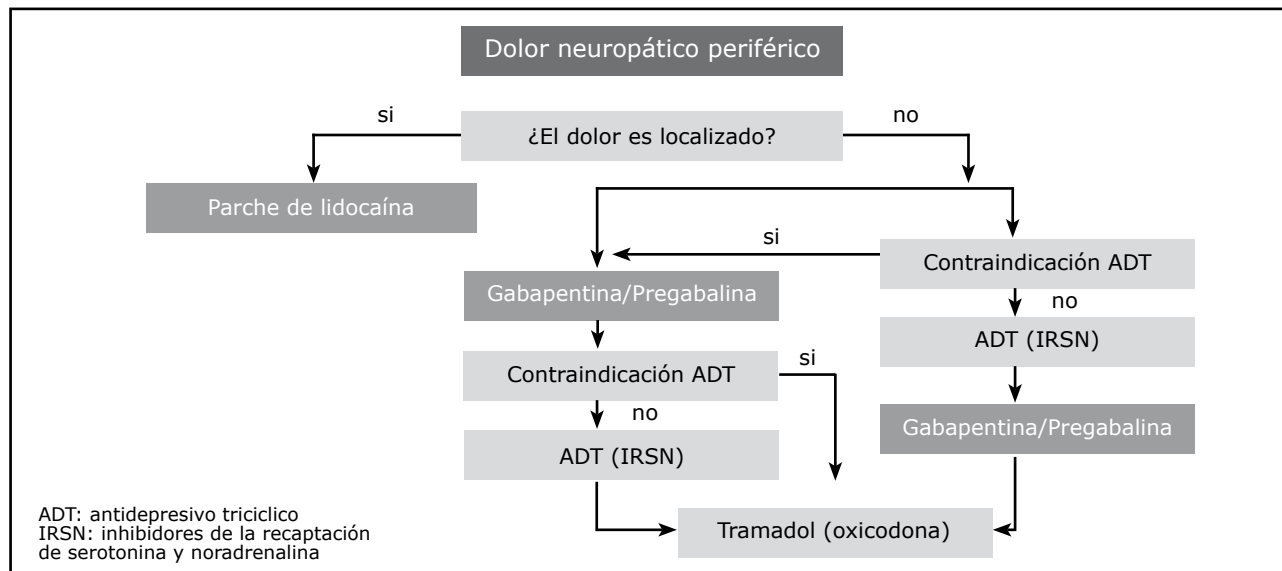 Dolor neuropático periférico
si
no
¿El dolor es localizado?
Parche de lidocaína
si
Contraindicación ADT
Gabapentina/Pregabalina
no
ADT (IRSN)
si
Contraindicación ADT
no
Gabapentina/Pregabalina
ADT (IRSN)
ADT: antidepresivo triciclico
IRSN: inhibidores de la recaptación
de serotonina y noradrenalina
Tramadol (oxicodona)